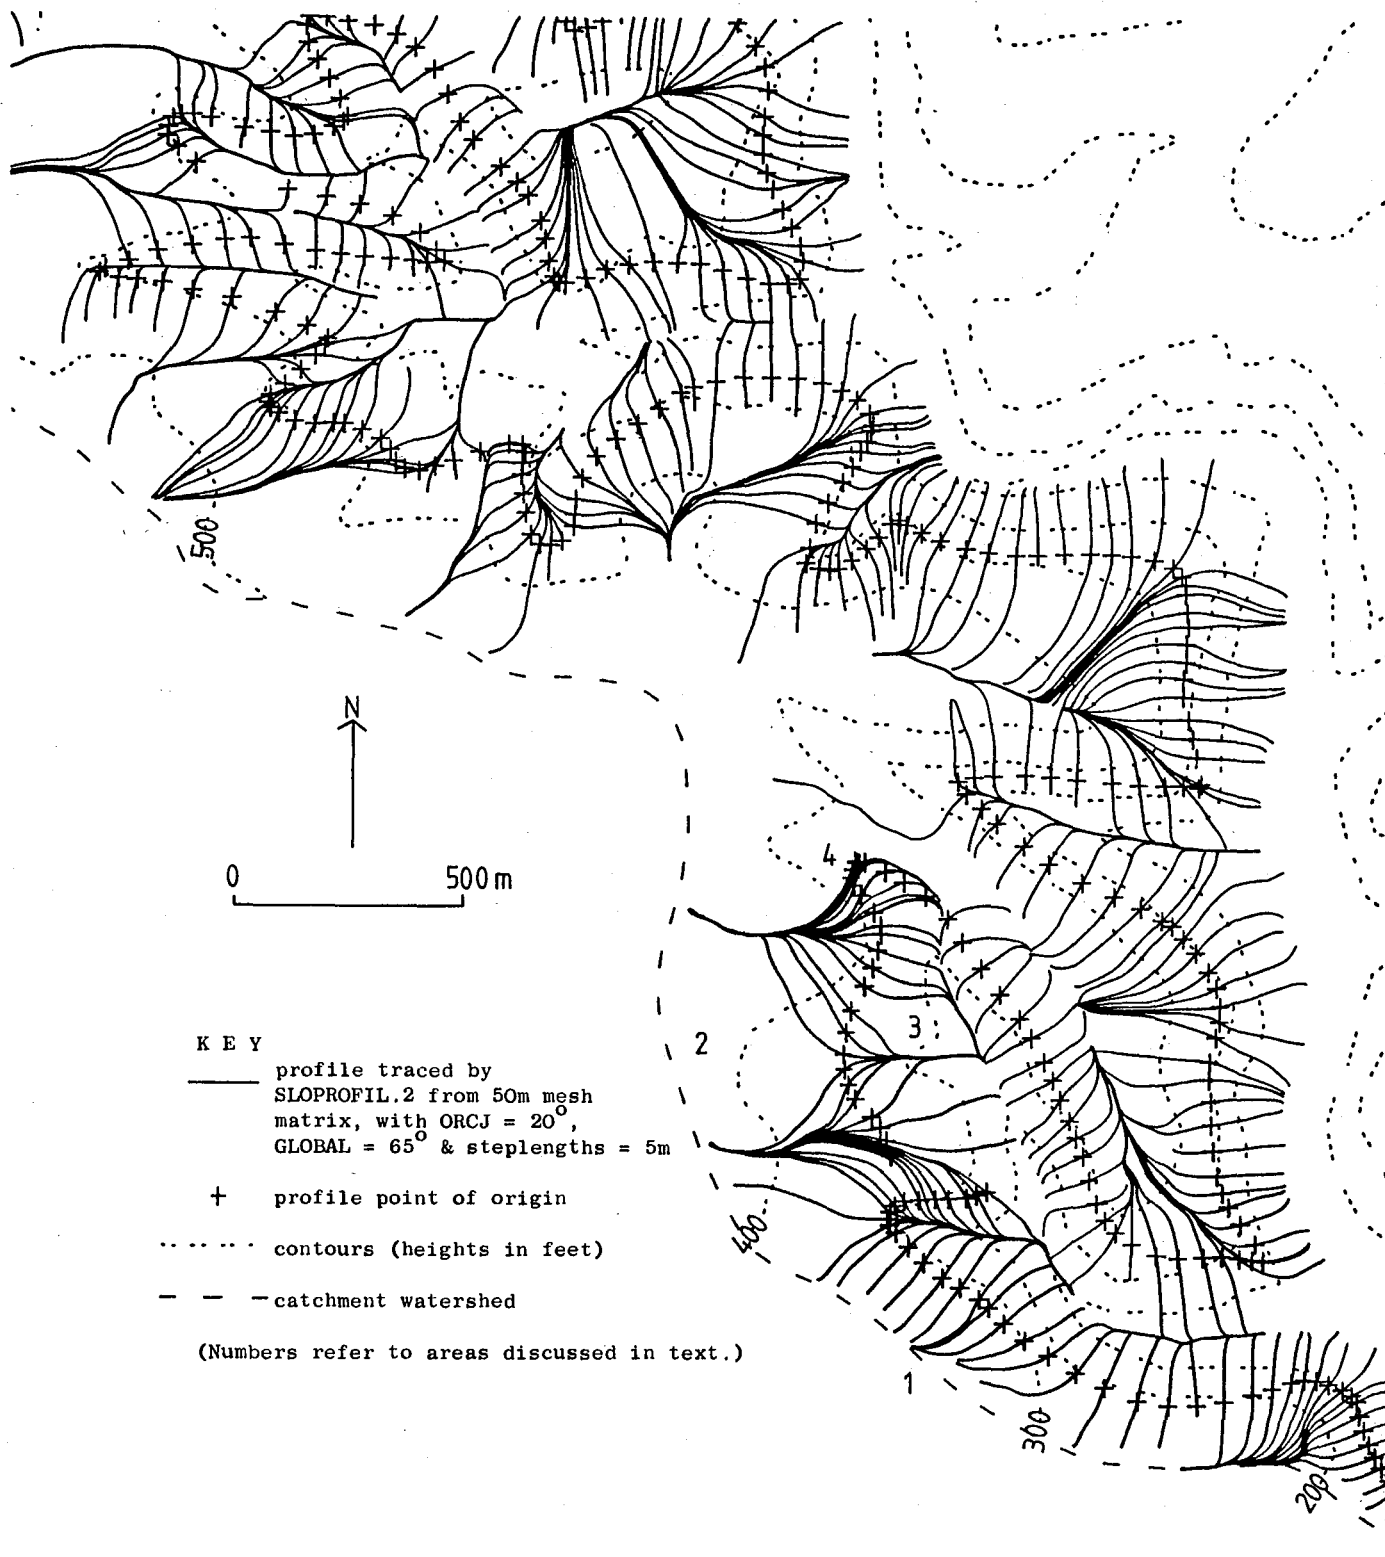 500
N
0 500m
4
3
2
K E Y
profile traced by
SLOPROFIL.2 from 50m mesh
matrix, with ORCJ = 20°,
GLOBAL = 65° & steplengths = 5m
profile point of origin
contours (heights in feet)
400
catchment watershed
(Numbers refer to areas discussed in text.)
1
300
200